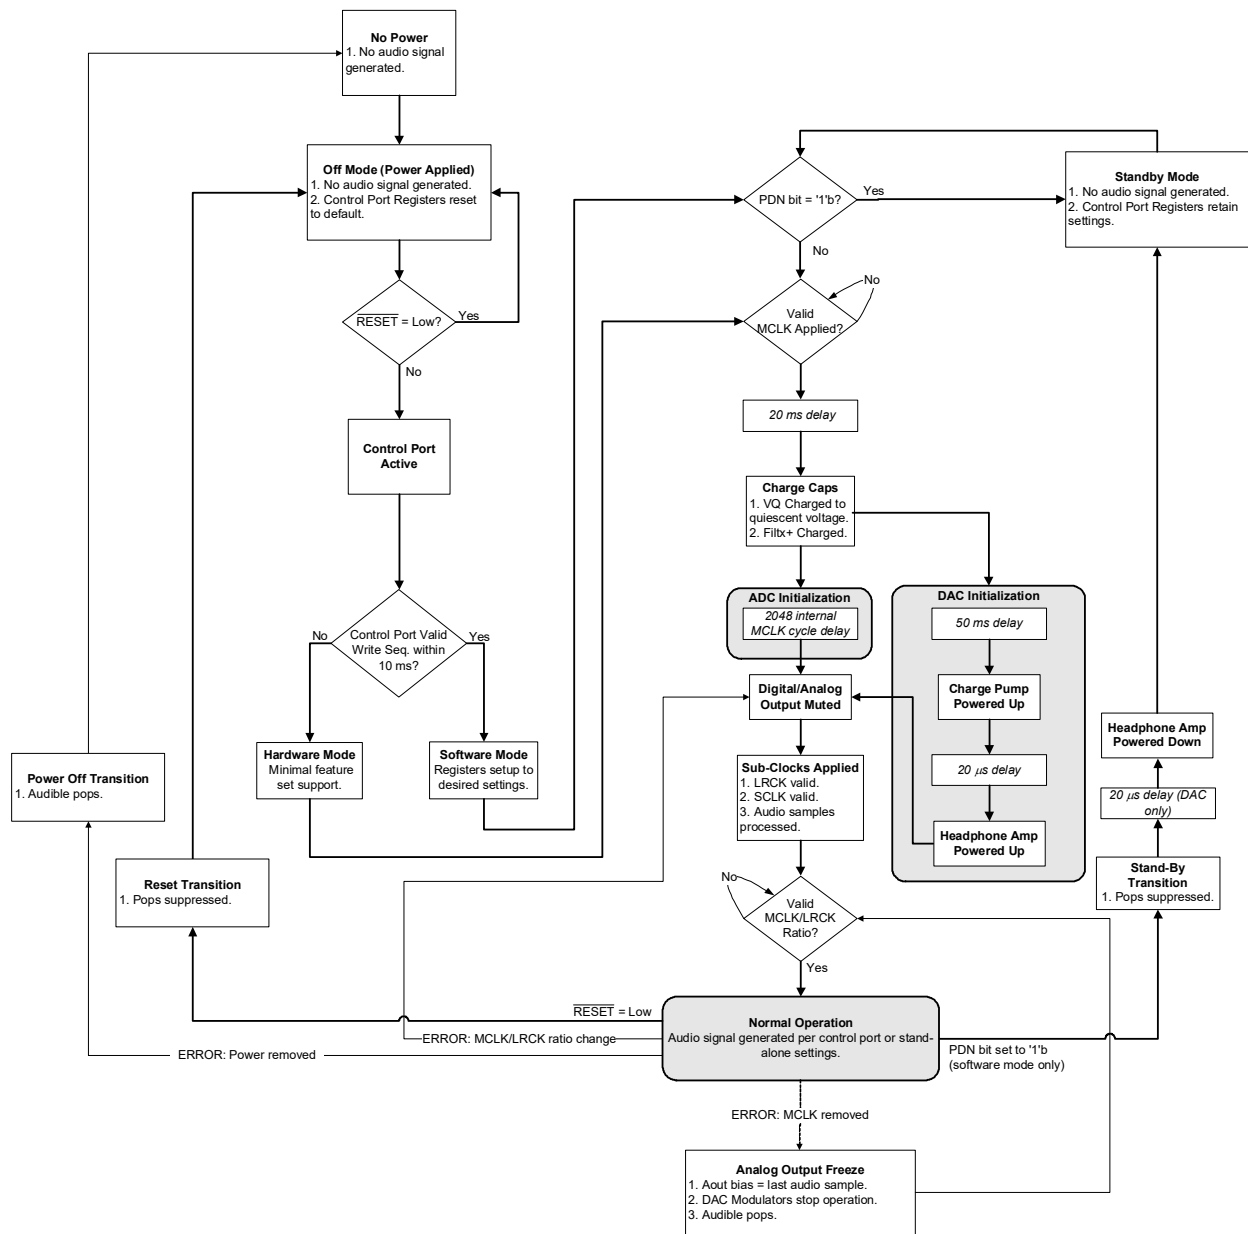 No Power
1. No audio signal
generated.
Off Mode (Power Applied)
1. No audio signal generated.
2. Control Port Registers reset
to default.
RESET = Low?
Yes
No
Control Port
Active
Control Port Valid
Write Seq. within
10 ms?
No
Yes
Hardware Mode
Minimal feature
set support.
Software Mode
Registers setup to
desired settings.
Power Off Transition
1. Audible pops.
Reset Transition
1. Pops suppressed.
PDN bit = '1'b?
Yes
No
Standby Mode
1. No audio signal generated.
2. Control Port Registers retain
settings.
Valid
MCLK Applied?
No
20 ms delay
Charge Caps
1. VQ Charged to
quiescent voltage.
2. Filtx+ Charged.
ADC Initialization
2048 internal
MCLK cycle delay
DAC Initialization
50 ms delay
Charge Pump
Powered Up
20 μs delay
Headphone Amp
Powered Up
Digital/Analog
Output Muted
Sub-Clocks Applied
1. LRCK valid.
2. SCLK valid.
3. Audio samples
processed.
No
Valid
MCLK/LRCK
Ratio?
Yes
Headphone Amp
Powered Down
20 μs delay (DAC
only)
Stand-By
Transition
1. Pops suppressed.
RESET = Low
ERROR: MCLK/LRCK ratio change
ERROR: Power removed
Normal Operation
Audio signal generated per control port or stand-
alone settings.
PDN bit set to '1'b
(software mode only)
ERROR: MCLK removed
Analog Output Freeze
1. Aout bias = last audio sample.
2. DAC Modulators stop operation.
3. Audible pops.